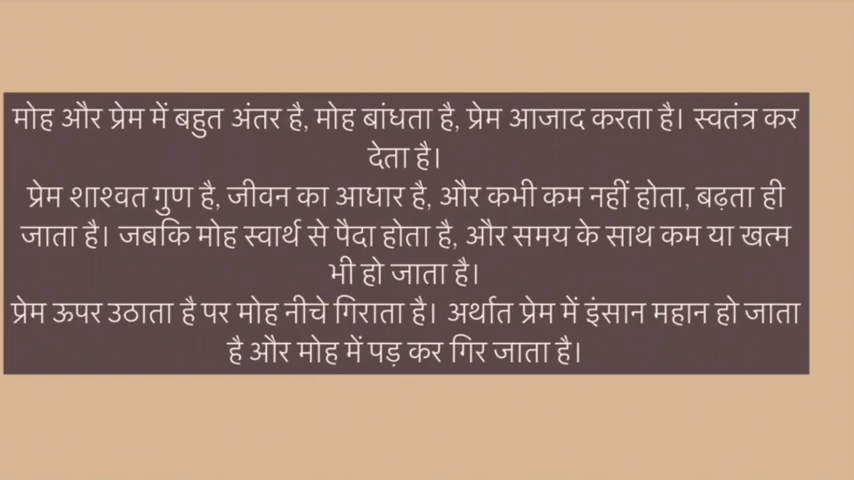 मोह और प्रेम में बहुत अंतर है, मोह बांधता है, प्रेम आजाद करता है। स्वतंत्र कर
देता है।
प्रेम शाश्वत गुण है, जीवन का आधार है, और कभी कम नहीं होता, बढ़ता ही
जाता है। जबकि मोह स्वार्थ से पैदा होता है, और समय के साथ कम या खत्म
भी हो जाता है।
प्रेम ऊपर उठाता है पर मोह नीचे गिराता है। अर्थात प्रेम में इंसान महान हो जाता
है और मोह में पड़ कर गिर जाता है।